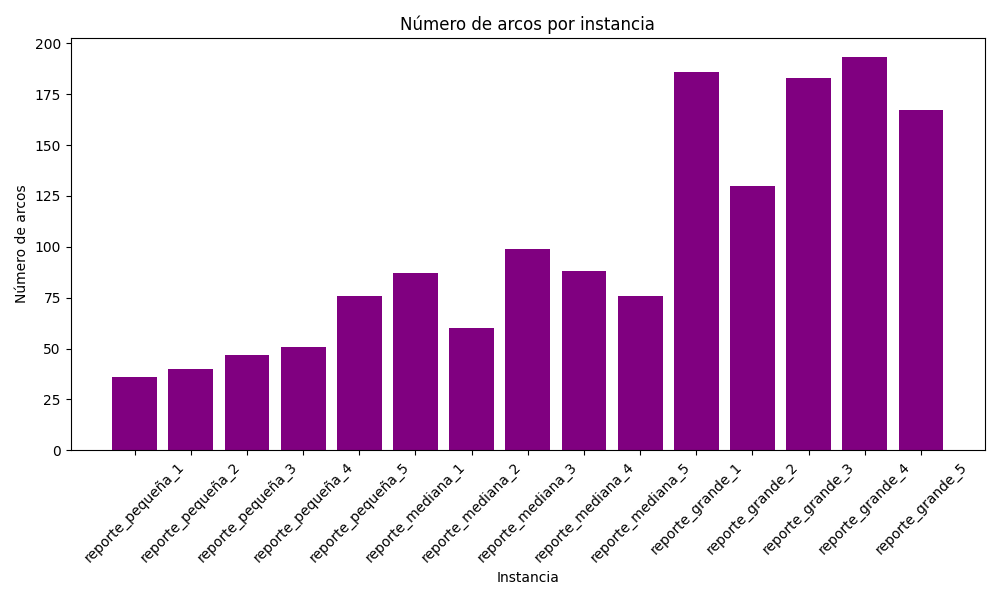 Número de arcos por instancia
Número de arcos
200
175
150
125
100
75
50
25
0
reporte_pequeña_1
reporte_pequeña_2
reporte_pequeña_3
reporte_pequeña_4
reporte_pequeña_5
reporte_mediana_1
reporte_mediana_2
reporte_mediana_3
reporte_mediana_4
reporte_mediana_5
reporte_grande_1
reporte_grande_2
reporte_grande_3
reporte_grande_4
reporte_grande_5
Instancia